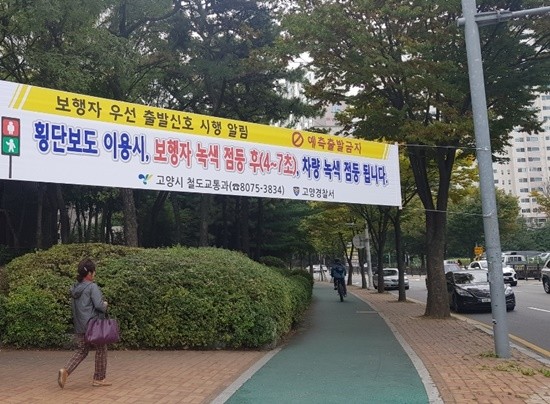 보행자 우선 출발신호 시행 알림
예측출발금지
횡단보도 이용시, 보행자 녹색 점등 후(4~7초), 차량 녹색 점등 됩니다.
고양시 철도교통과(☎8075-3834) 고양경찰서